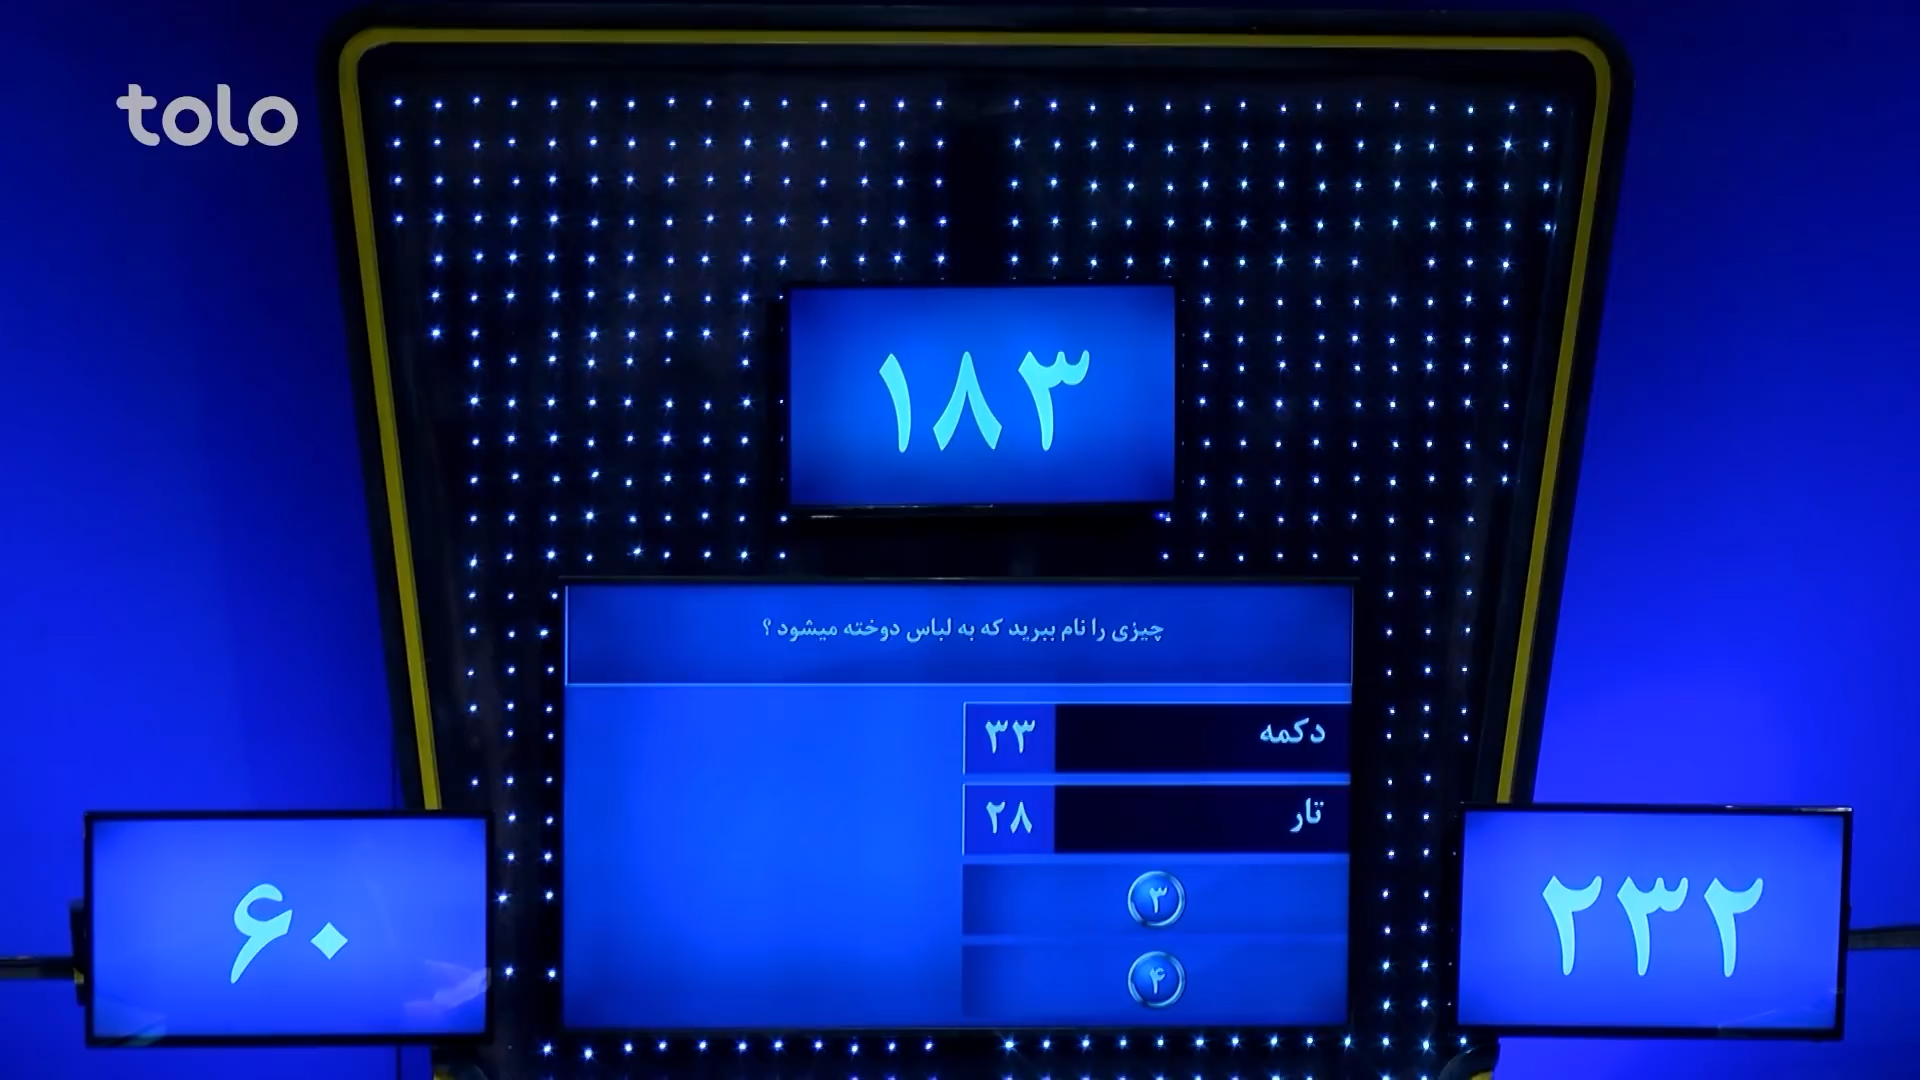 tolo
۱۸۳
چیزی را نام ببرید که به لباس دوخته میشود ؟
دکمه ۳۳
تار ۲۸
۳
۴
۶۰
۲۳۲